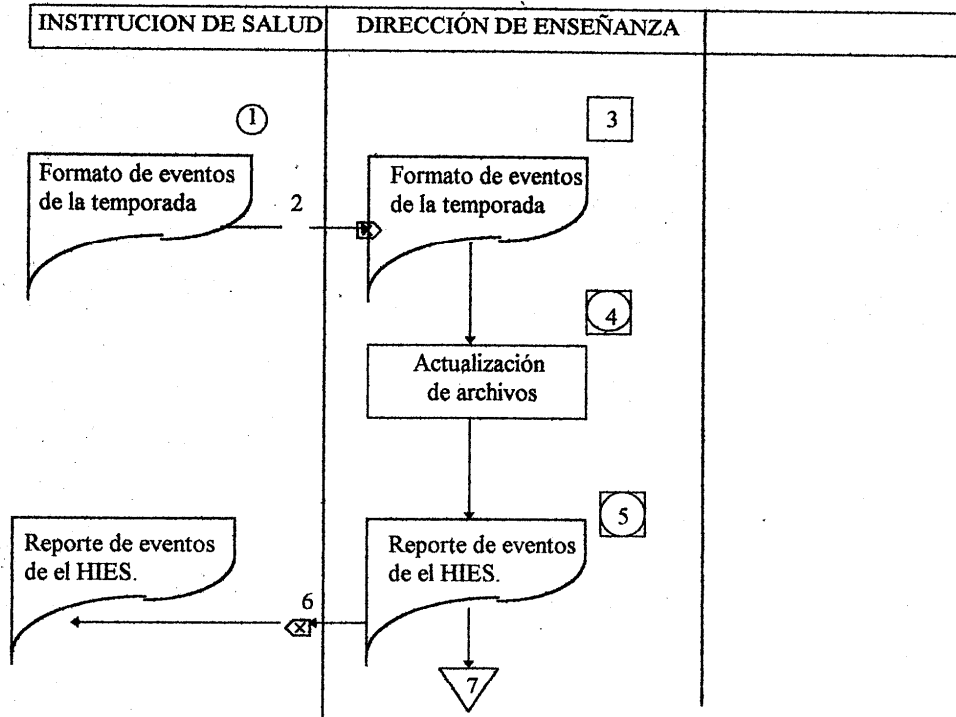 INSTITUCION DE SALUD
DIRECCIÓN DE ENSEÑANZA
1
3
Formato de eventos
de la temporada
2
Formato de eventos
de la temporada
4
Actualización
de archivos
5
Reporte de eventos
de el HIES.
6
Reporte de eventos
de el HIES.
7